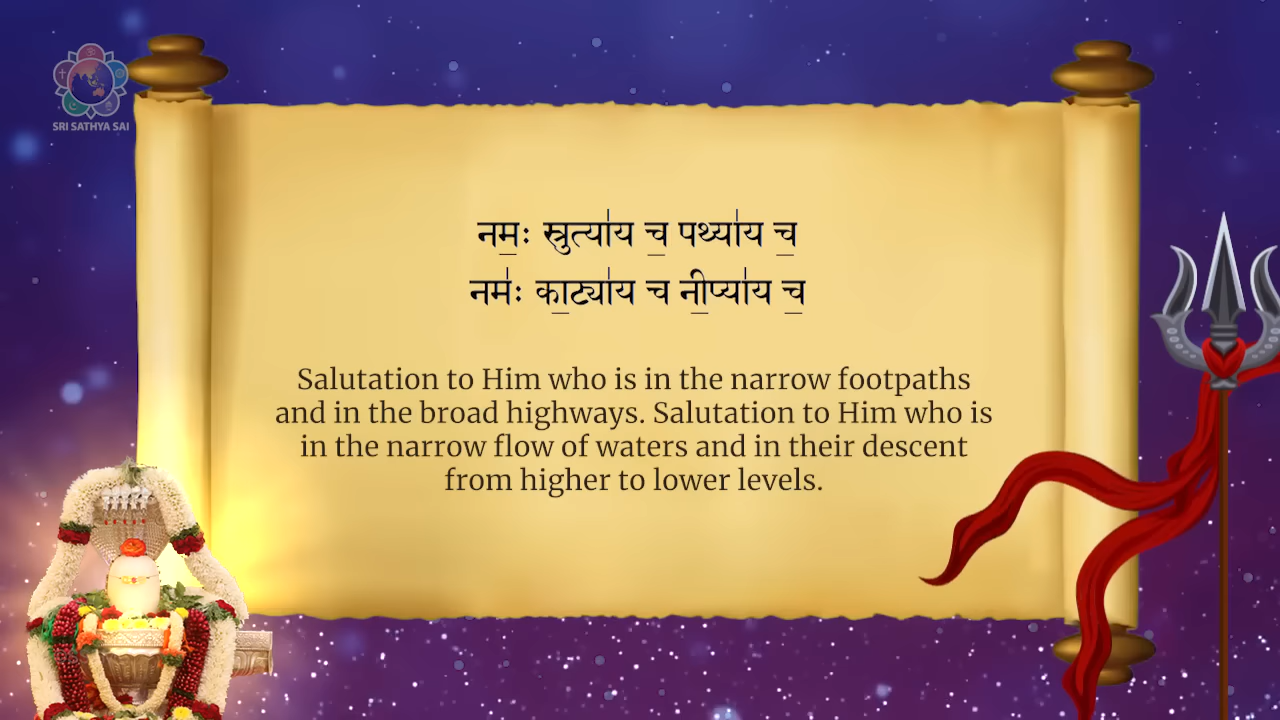 SRI SATHYA SAI
नम॒ः स्रुत्या॑य च॒ पथ्या॑य च॒
नम॑ः का॒ट्या॑य च नी॒प्या॑य च॒
Salutation to Him who is in the narrow footpaths
and in the broad highways. Salutation to Him who is
in the narrow flow of waters and in their descent
from higher to lower levels.